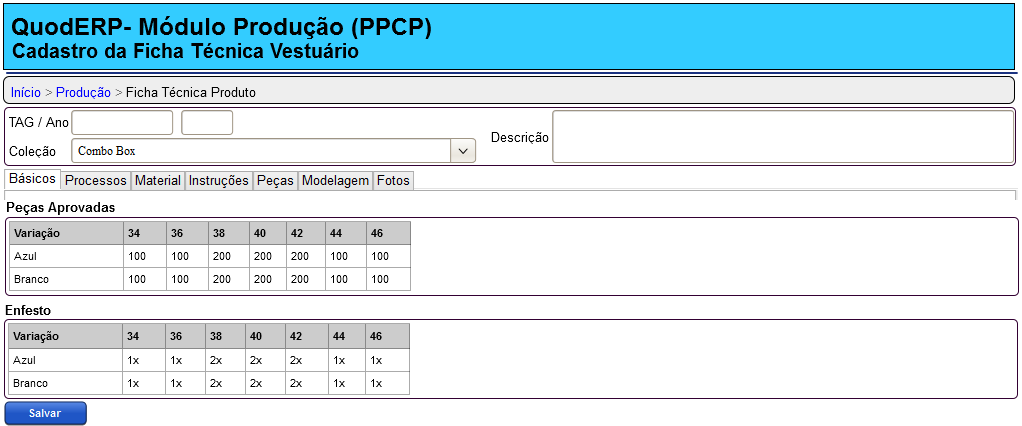 QuodERP- Módulo Produção (PPCP)
Cadastro da Ficha Técnica Vestuário
Início > Produção > Ficha Técnica Produto
TAG / Ano
Descrição
Coleção Combo Box
Básicos Processos Material Instruções Peças Modelagem Fotos
Peças Aprovadas
Variação 34 36 38 40 42 44 46
Azul 100 100 200 200 200 100 100
Branco 100 100 200 200 200 100 100
Enfesto
Variação 34 36 38 40 42 44 46
Azul 1x 1x 2x 2x 2x 1x 1x
Branco 1x 1x 2x 2x 2x 1x 1x
Salvar